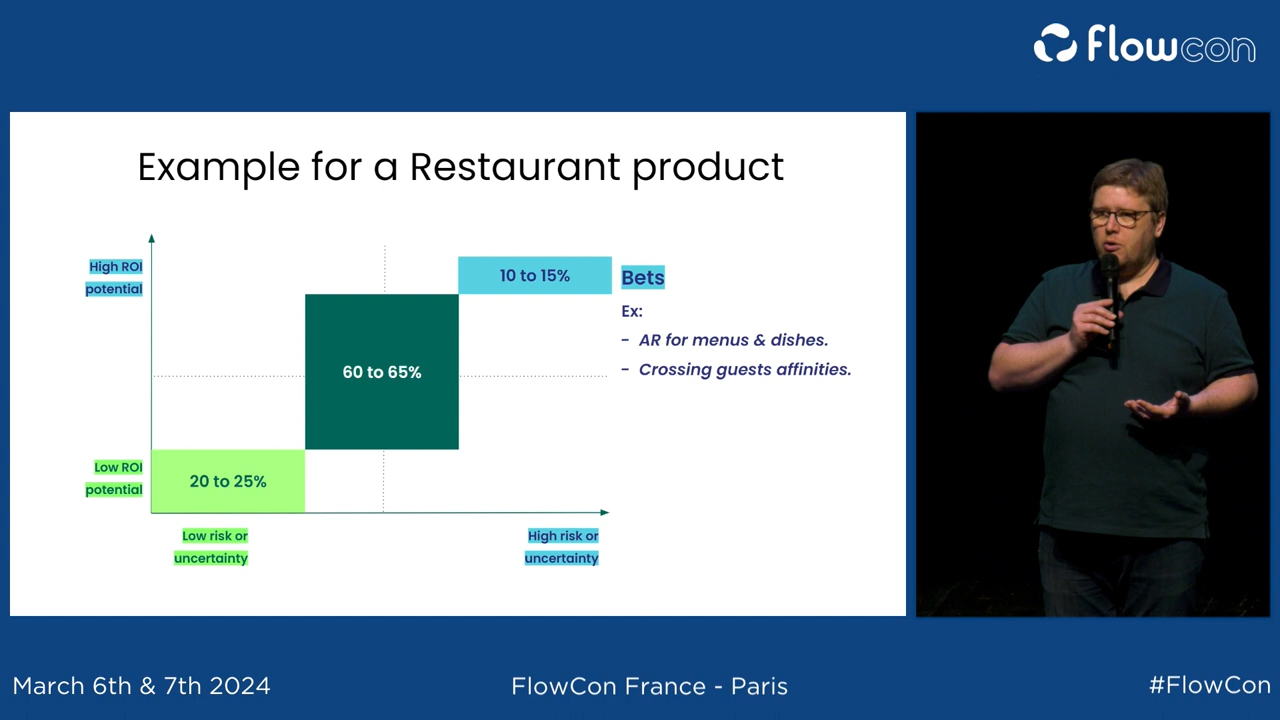 flowcon
Example for a Restaurant product
High ROI
potential
10 to 15%
Bets
Ex:
- AR for menus & dishes.
- Crossing guests affinities.
60 to 65%
Low ROI
potential
20 to 25%
Low risk or
uncertainty
High risk or
uncertainty
March 6th & 7th 2024
FlowCon France - Paris
#FlowCon